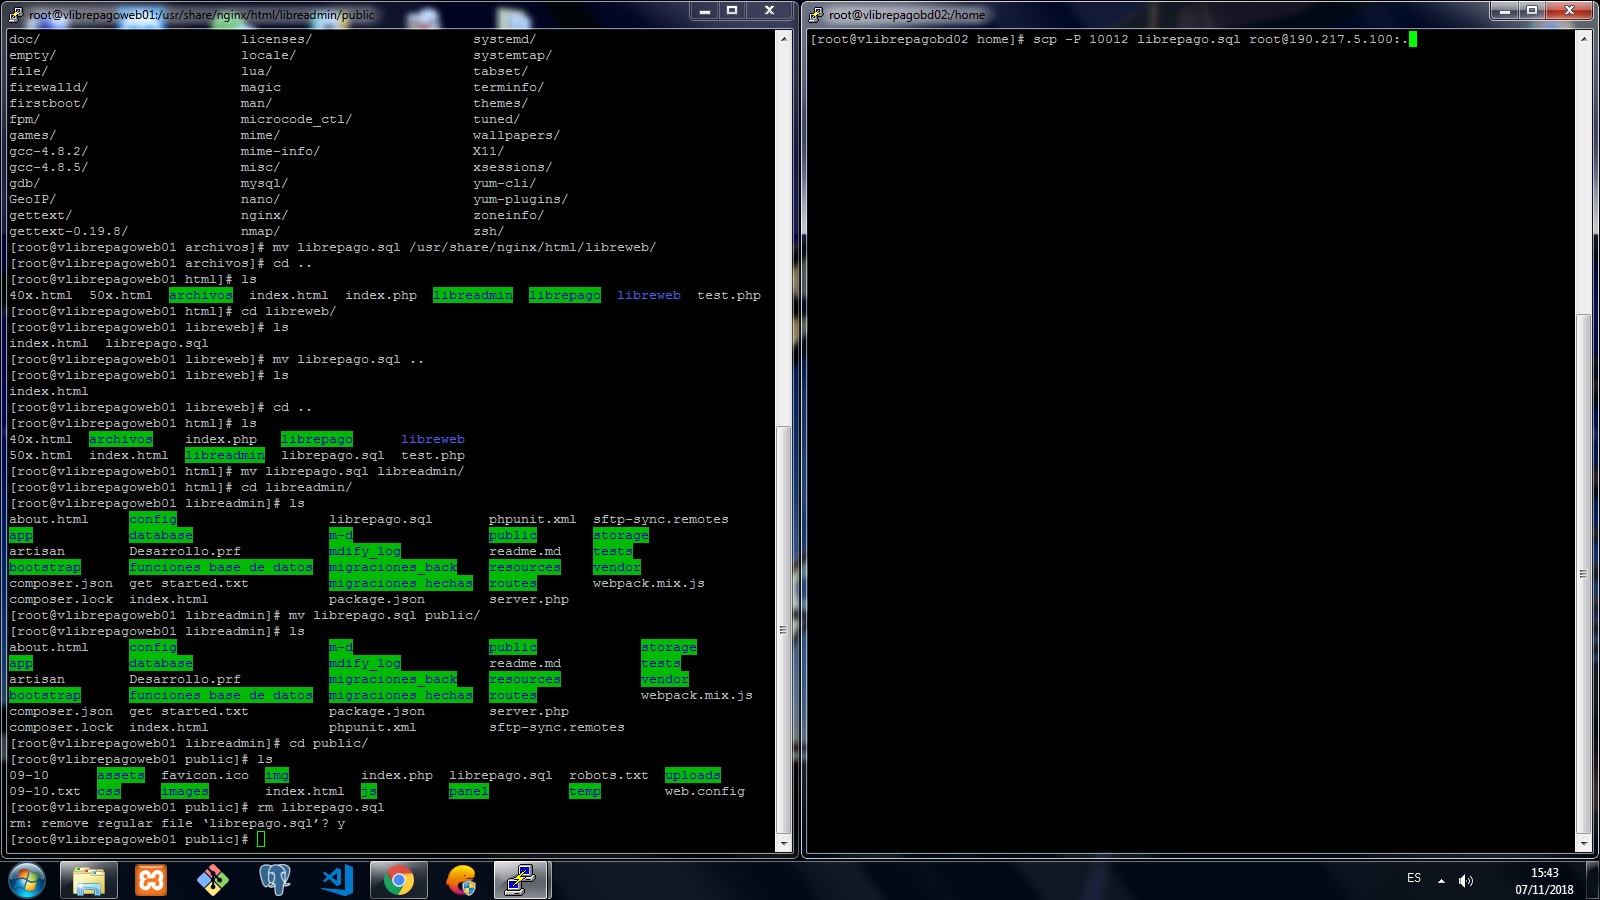 root@vlibrepagoweb01:/usr/share/nginx/html/libreadmin/public
doc/ licenses/ systemd/
empty/ locale/ systemtap/
file/ lua/ tabset/
firewalld/ magic terminfo/
firstboot/ man/ themes/
fpm/ microcode_ctl/ tuned/
games/ mime/ wallpapers/
gcc-4.8.2/ mime-info/ X11/
gcc-4.8.5/ misc/ xsessions/
gdb/ mysql/ yum-cli/
GeoIP/ nano/ yum-plugins/
gettext/ nginx/ zoneinfo/
gettext-0.19.8/ nmap/ zsh/
[root@vlibrepagoweb01 archivos]# mv librepago.sql /usr/share/nginx/html/libreweb/
[root@vlibrepagoweb01 archivos]# cd ..
[root@vlibrepagoweb01 html]# ls
40x.html 50x.html archivos index.html index.php libreadmin librepago libreweb test.php
[root@vlibrepagoweb01 html]# cd libreweb/
[root@vlibrepagoweb01 libreweb]# ls
index.html librepago.sql
[root@vlibrepagoweb01 libreweb]# mv librepago.sql ..
[root@vlibrepagoweb01 libreweb]# ls
index.html
[root@vlibrepagoweb01 libreweb]# cd ..
[root@vlibrepagoweb01 html]# ls
40x.html archivos index.php librepago libreweb
50x.html index.html libreadmin librepago.sql test.php
[root@vlibrepagoweb01 html]# mv librepago.sql libreadmin/
[root@vlibrepagoweb01 html]# cd libreadmin/
[root@vlibrepagoweb01 libreadmin]# ls
about.html config librepago.sql phpunit.xml sftp-sync.remotes
app database m-d public storage
artisan Desarrollo.prf mdify_log readme.md tests
bootstrap funciones base de datos migraciones_back resources vendor
composer.json get started.txt migraciones hechas routes webpack.mix.js
composer.lock index.html package.json server.php
[root@vlibrepagoweb01 libreadmin]# mv librepago.sql public/
[root@vlibrepagoweb01 libreadmin]# ls
about.html config m-d public storage
app database mdify_log readme.md tests
artisan Desarrollo.prf migraciones_back resources vendor
bootstrap funciones base de datos migraciones hechas routes webpack.mix.js
composer.json get started.txt package.json server.php
composer.lock index.html phpunit.xml sftp-sync.remotes
[root@vlibrepagoweb01 libreadmin]# cd public/
[root@vlibrepagoweb01 public]# ls
09-10 assets favicon.ico img index.php librepago.sql robots.txt uploads
09-10.txt css images index.html js panel temp web.config
[root@vlibrepagoweb01 public]# rm librepago.sql
rm: remove regular file ‘librepago.sql’? y
[root@vlibrepagoweb01 public]#
root@vlibrepagobd02:/home
[root@vlibrepagobd02 home]# scp -P 10012 librepago.sql root@190.217.5.100:.
ES
15:43
07/11/2018